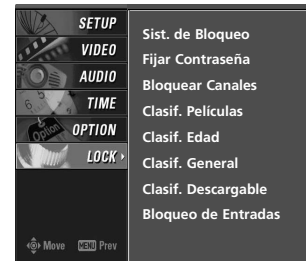 SETUP
VIDEO
AUDIO
TIME
Option
OPTION
LOCK
Sist. de Bloqueo
Fijar Contraseña
Bloquear Canales
Clasif. Películas
Clasif. Edad
Clasif. General
Clasif. Descargable
Bloqueo de Entradas
Move
MENU Prev